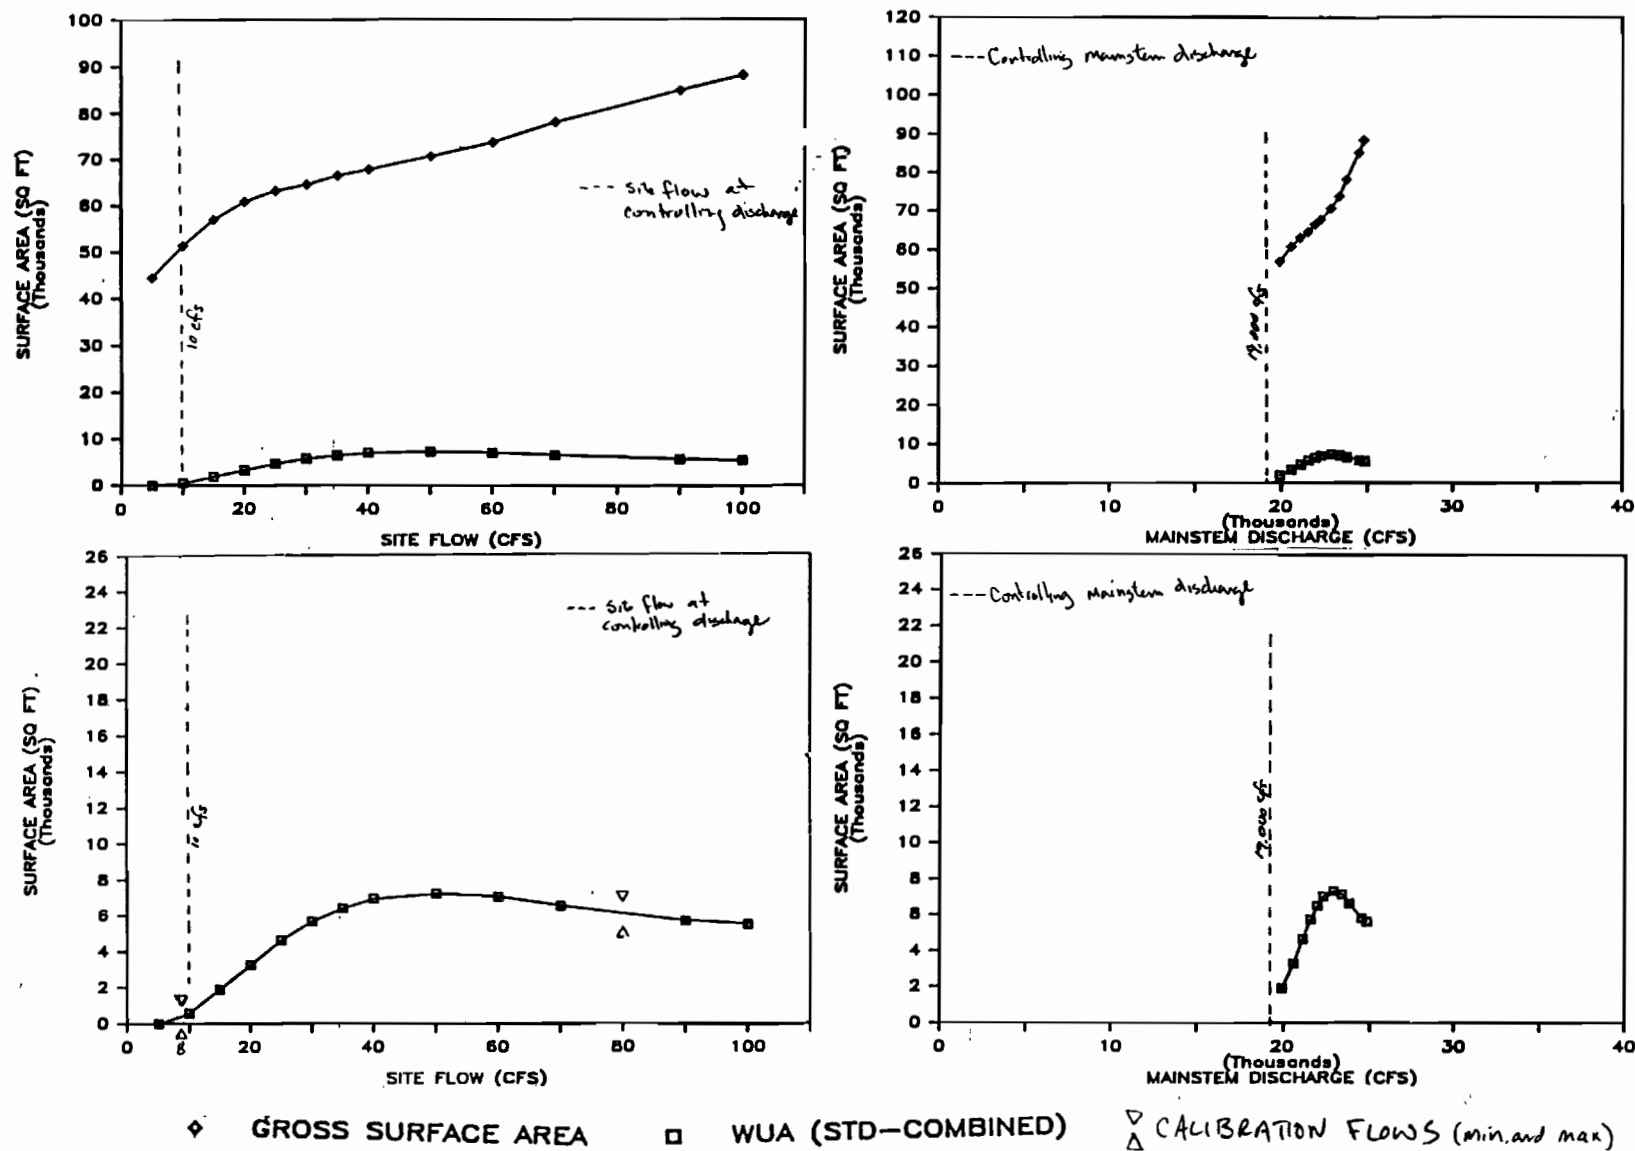 100
90
80
70
60
50
40
30
20
10
0
SURFACE AREA (SQ FT)
(Thousands)
10 cfs
--- Site flow at
controlling discharge
0
20
40
60
80
100
SITE FLOW (CFS)
120
110
100
90
80
70
60
50
40
30
20
10
0
SURFACE AREA (SQ FT)
(Thousands)
--- Controlling mainstem discharge
19,000 cfs
0
10
20
30
40
(Thousands)
MAINSTEM DISCHARGE (CFS)
26
24
22
20
18
16
14
12
10
8
6
4
2
0
SURFACE AREA (SQ FT)
(Thousands)
10 cfs
--- Site flow at
controlling discharge
8
0
20
40
60
80
100
SITE FLOW (CFS)
26
24
22
20
18
16
14
12
10
8
6
4
2
0
SURFACE AREA (SQ FT)
(Thousands)
--- Controlling Mainstem discharge
19,000 cfs
0
10
20
30
40
(Thousands)
MAINSTEM DISCHARGE (CFS)
GROSS SURFACE AREA
WUA (STD-COMBINED)
CALIBRATION FLOWS (min. and max)